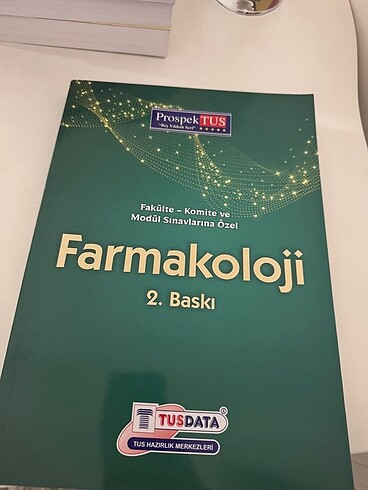 ProspekTUS
"Beş Yıldızlı Seri" ★★★★★
Fakülte – Komite ve
Modül Sınavlarına Özel
Farmakoloji
2. Baskı
TUSDATA®
TUS HAZIRLIK MERKEZLERİ